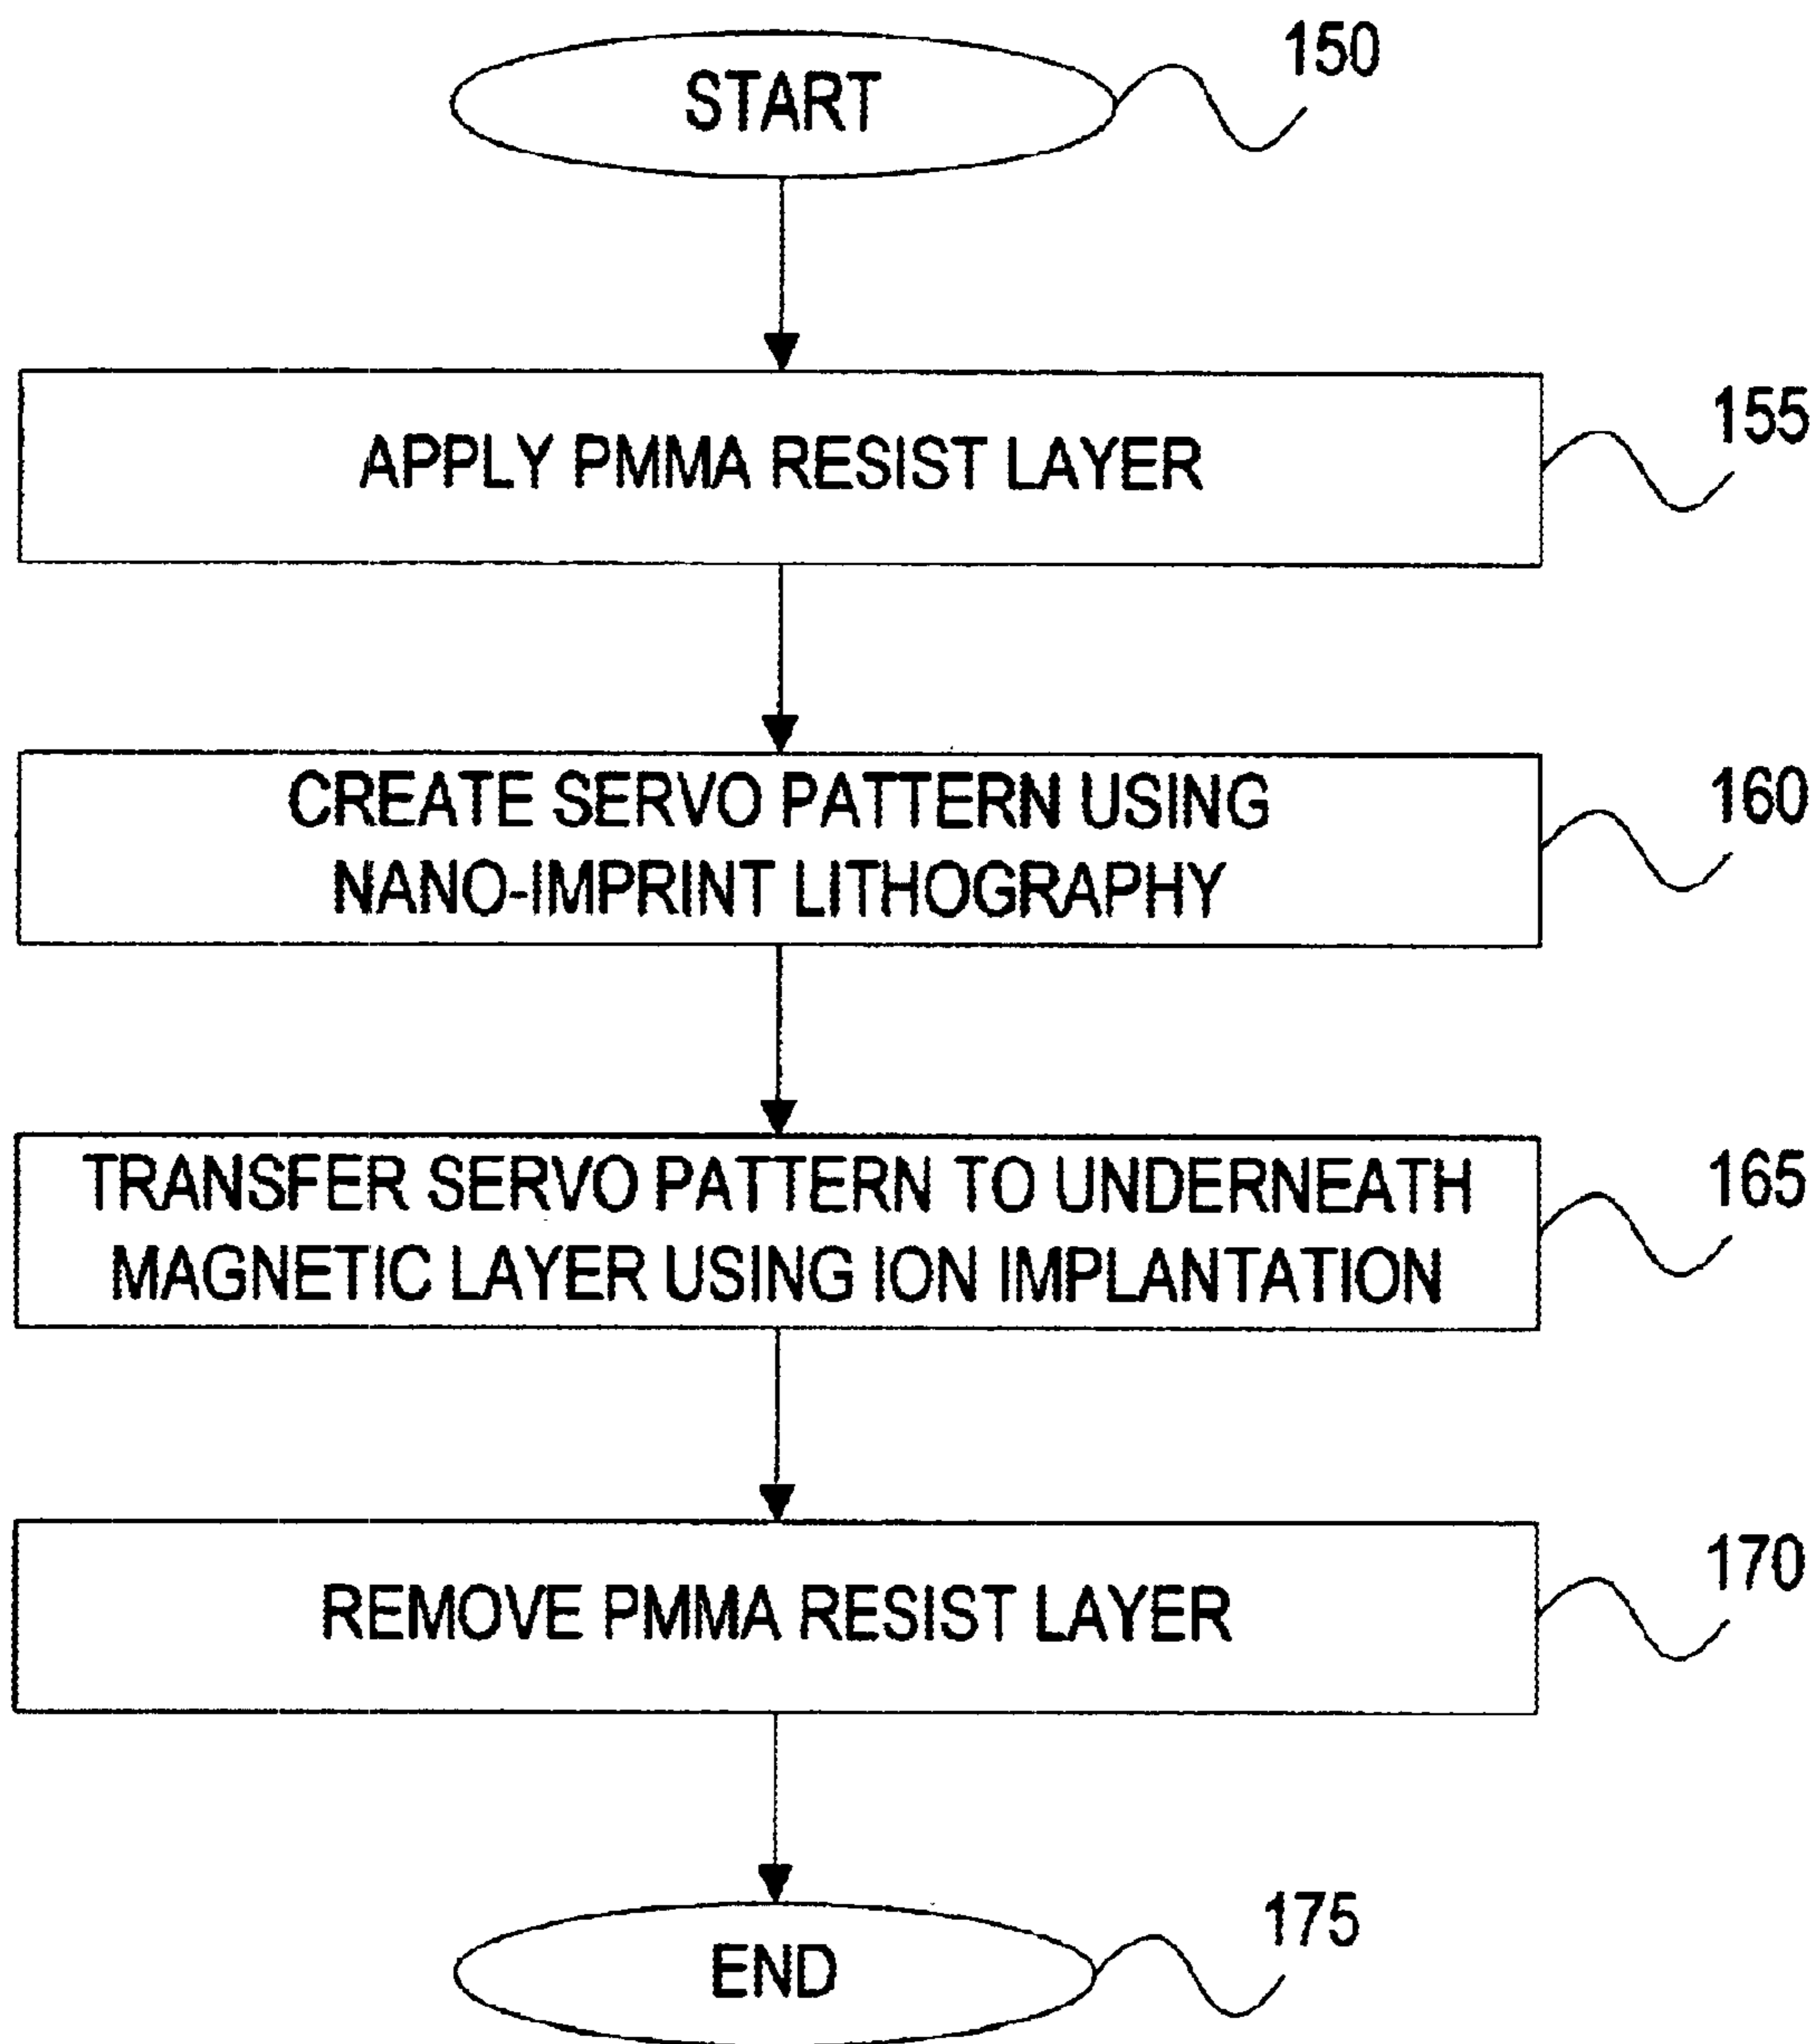 START
150
APPLY PMMA RESIST LAYER
155
CREATE SERVO PATTERN USING
NANO-IMPRINT LITHOGRAPHY
160
TRANSFER SERVO PATTERN TO UNDERNEATH
MAGNETIC LAYER USING ION IMPLANTATION
165
REMOVE PMMA RESIST LAYER
170
END
175